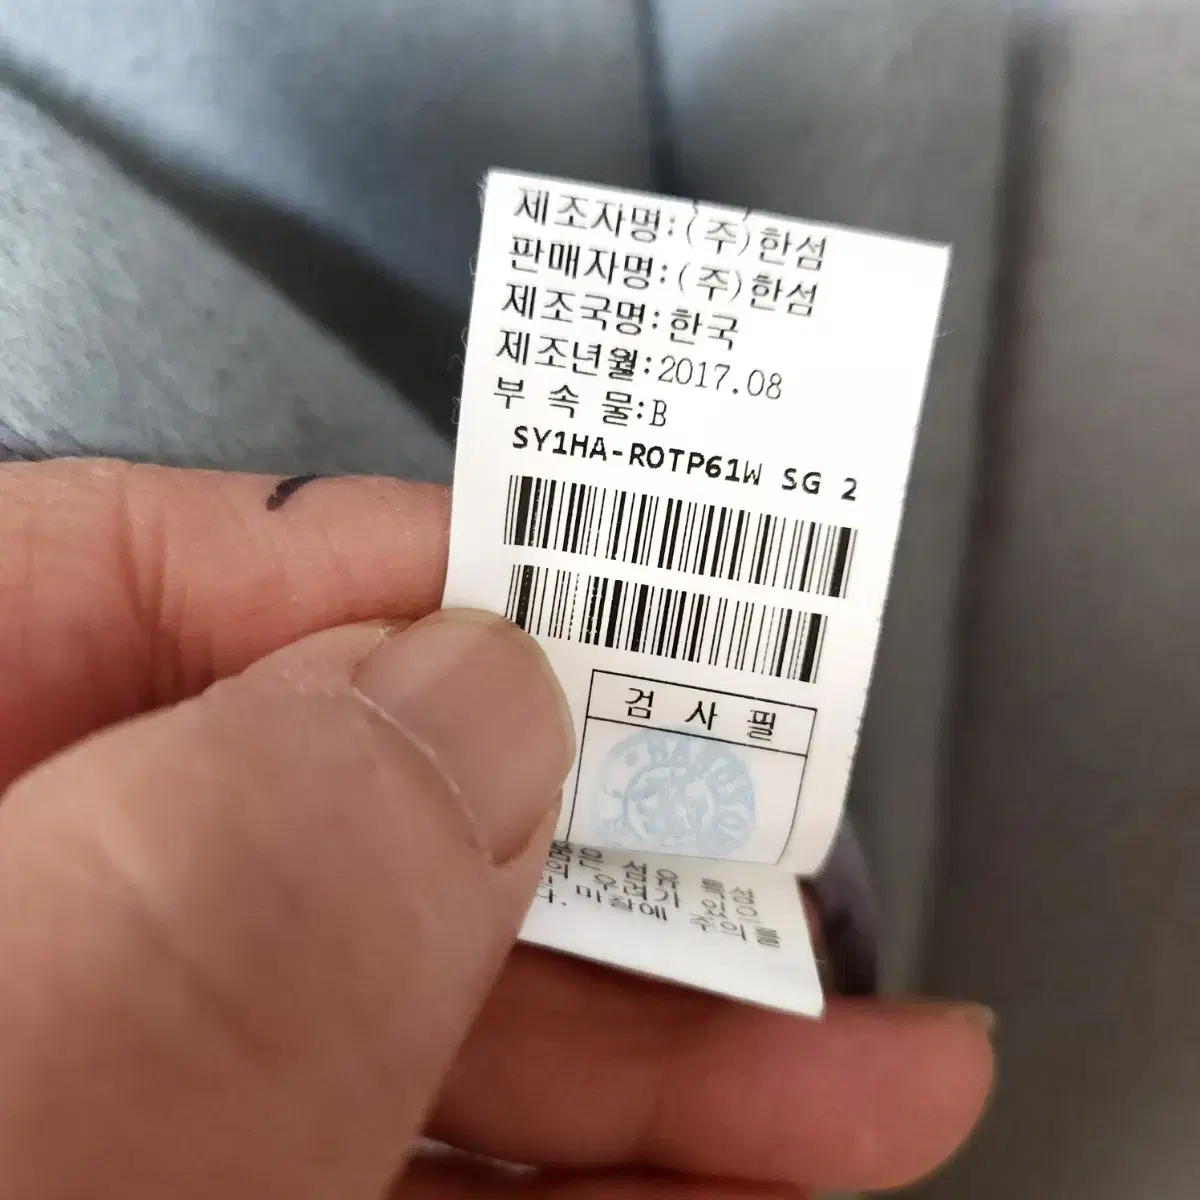 제조자명:(주)한섬
판매자명:(주)한섬
제조국명:한국
제조년월:2017.08
부 속 물:B
SY1HA-ROTP61W SG 2
검 사 필